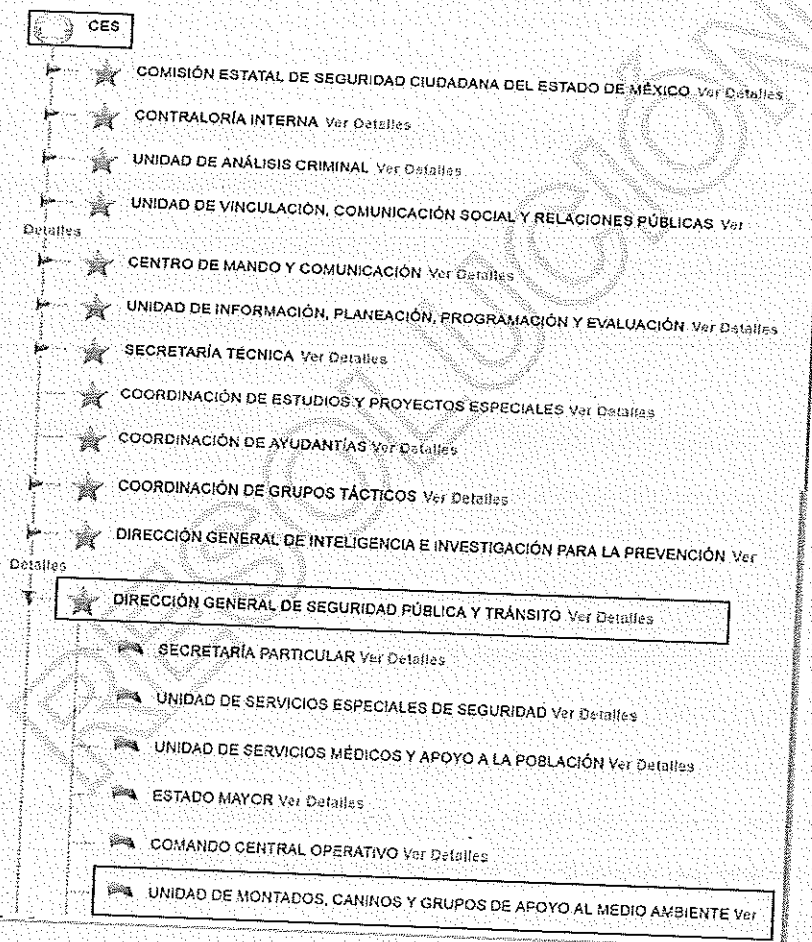 CES
COMISIÓN ESTATAL DE SEGURIDAD CIUDADANA DEL ESTADO DE MÉXICO Ver Detalles
CONTRALORÍA INTERNA Ver Detalles
UNIDAD DE ANÁLISIS CRIMINAL Ver Detalles
UNIDAD DE VINCULACIÓN, COMUNICACIÓN SOCIAL Y RELACIONES PÚBLICAS Ver
Detalles
CENTRO DE MANDO Y COMUNICACIÓN Ver Detalles
UNIDAD DE INFORMACIÓN, PLANEACIÓN, PROGRAMACIÓN Y EVALUACIÓN Ver Detalles
SECRETARÍA TÉCNICA Ver Detalles
COORDINACIÓN DE ESTUDIOS Y PROYECTOS ESPECIALES Ver Detalles
COORDINACIÓN DE AYUDANTÍAS Ver Detalles
COORDINACIÓN DE GRUPOS TÁCTICOS Ver Detalles
DIRECCIÓN GENERAL DE INTELIGENCIA E INVESTIGACIÓN PARA LA PREVENCIÓN Ver
Detalles
DIRECCIÓN GENERAL DE SEGURIDAD PÚBLICA Y TRÁNSITO Ver Detalles
SECRETARÍA PARTICULAR Ver Detalles
UNIDAD DE SERVICIOS ESPECIALES DE SEGURIDAD Ver Detalles
UNIDAD DE SERVICIOS MÉDICOS Y APOYO A LA POBLACIÓN Ver Detalles
ESTADO MAYOR Ver Detalles
COMANDO CENTRAL OPERATIVO Ver Detalles
UNIDAD DE MONTADOS, CANINOS Y GRUPOS DE APOYO AL MEDIO AMBIENTE Ver
RESOLUCIÓN